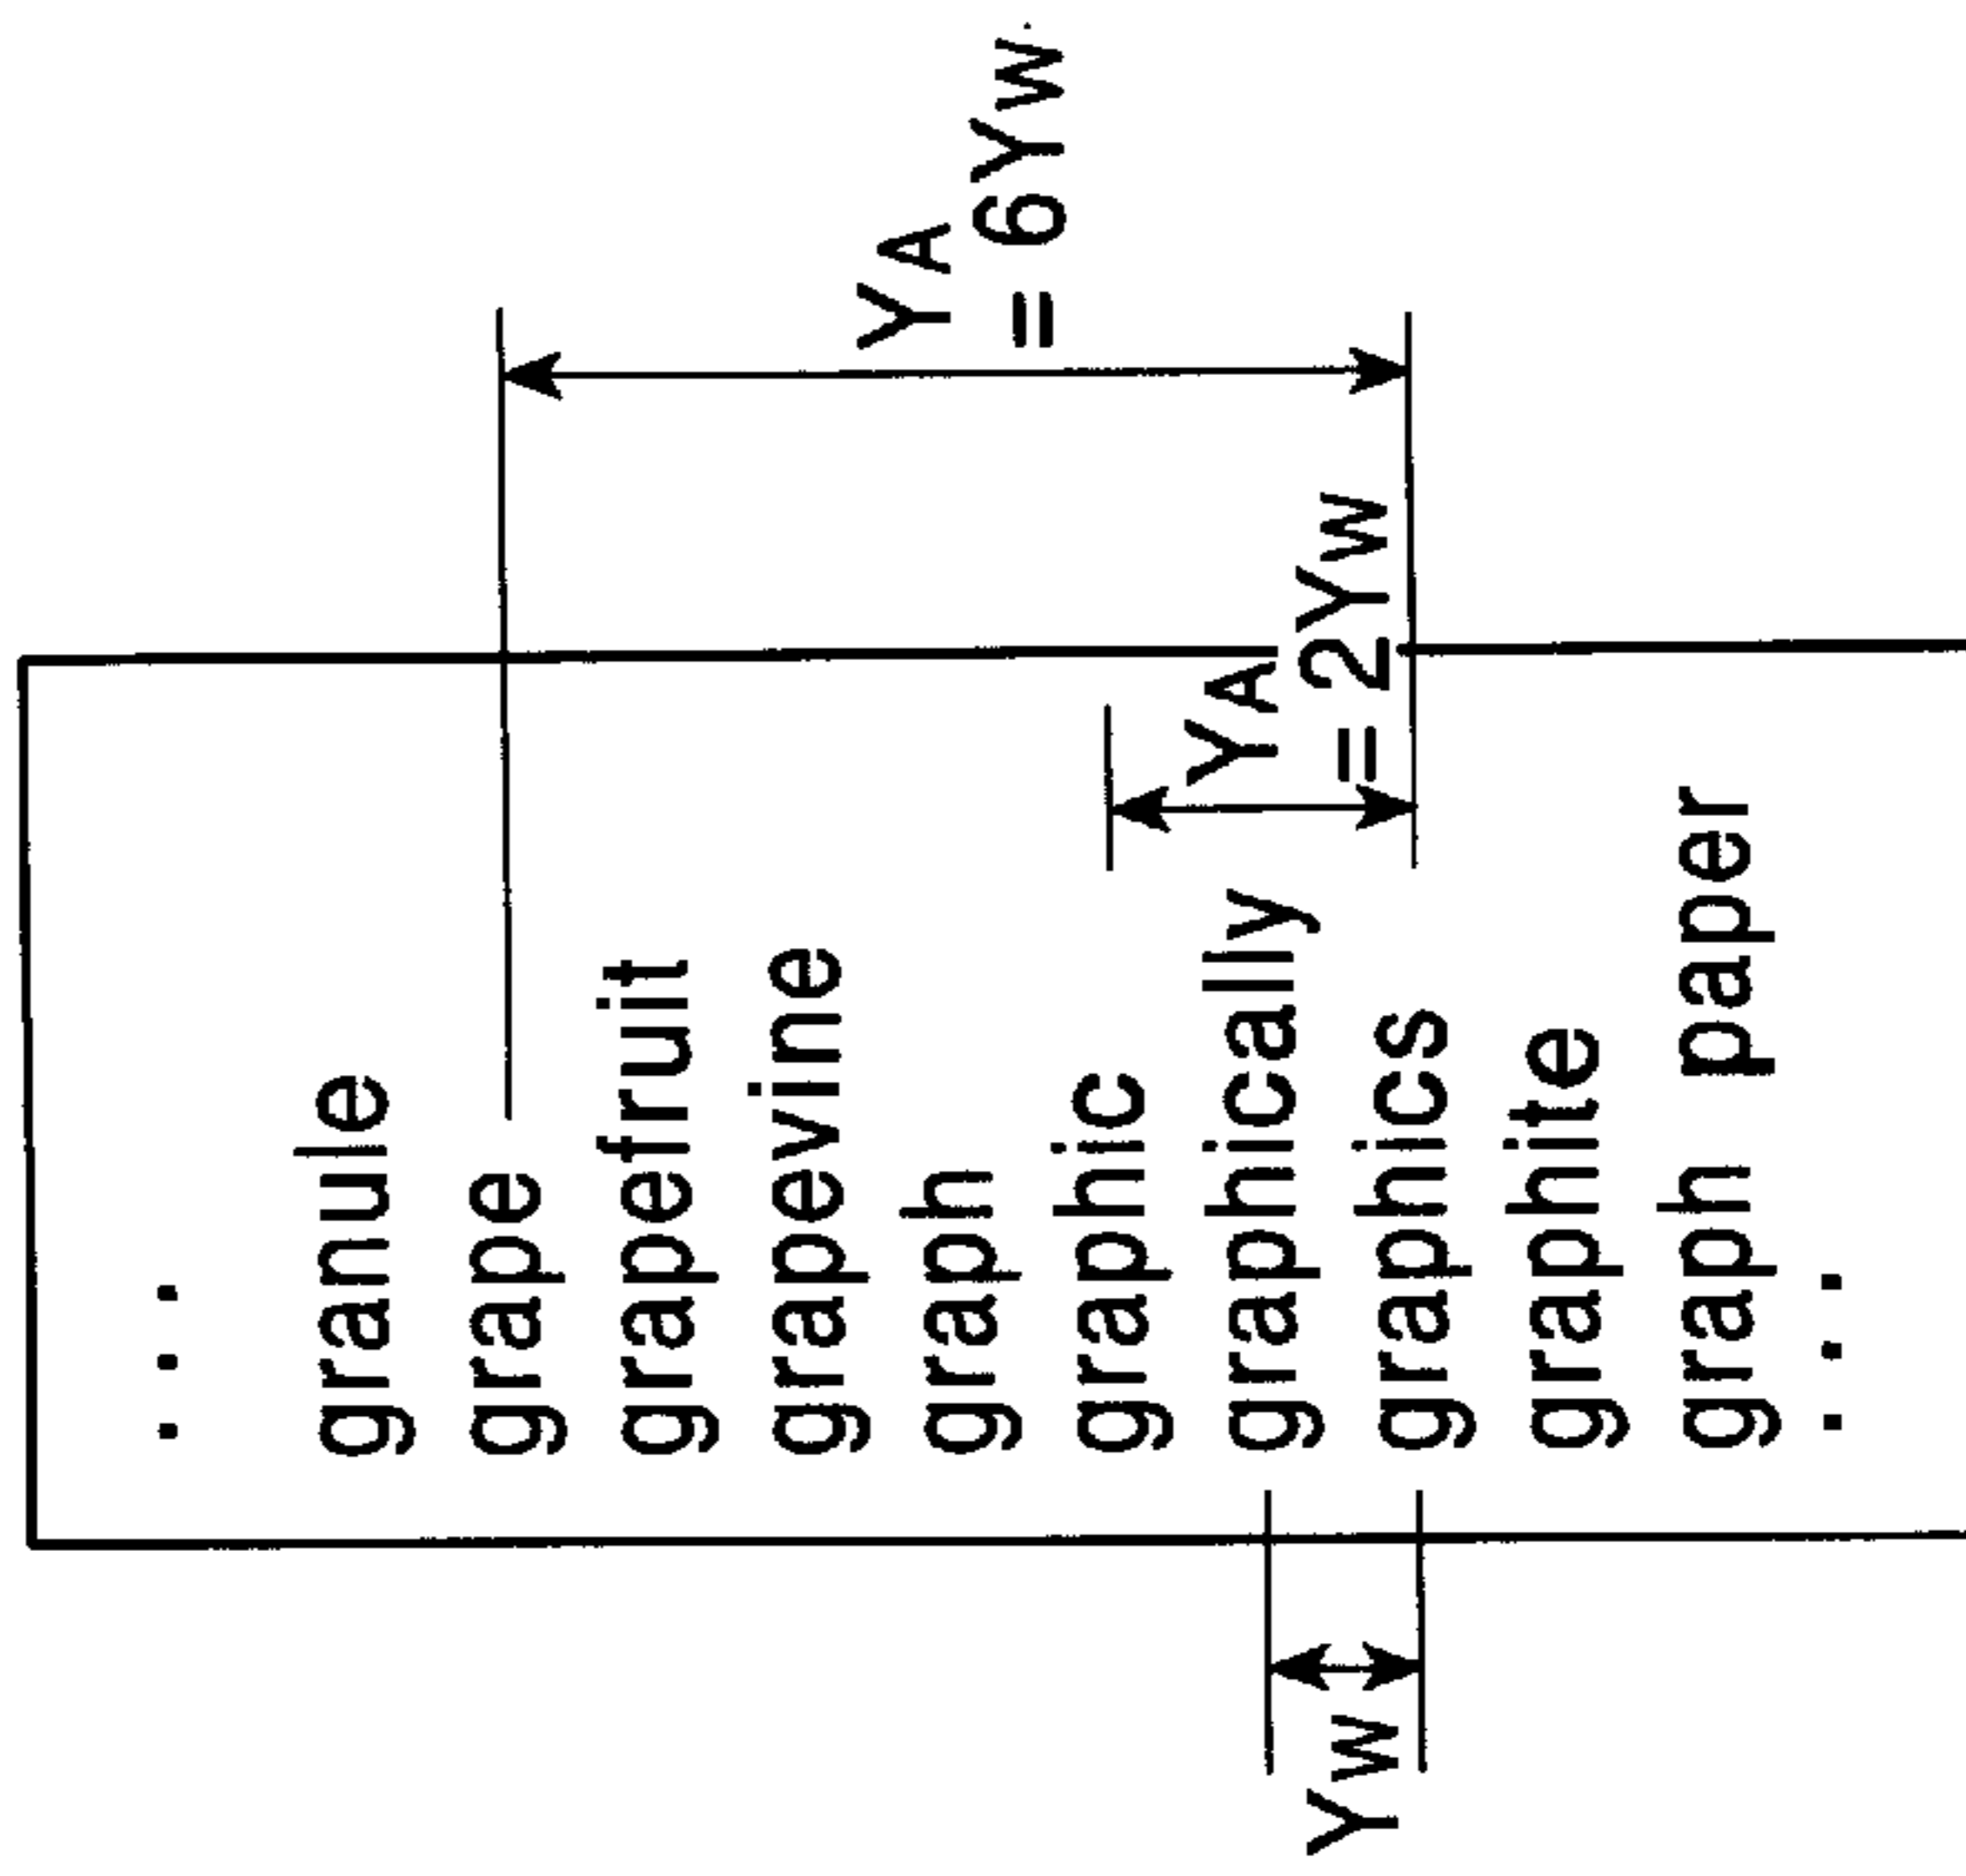 ...
granule
grape
grapefruit
grapevine
graph
graphic
graphically
graphics
graphite
graph paper
...
YW
YA
= 2YW
YA
= 6YW.